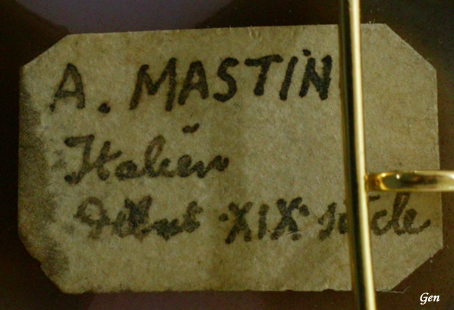 A. MASTIN
Italien
Début XIX° siècle
Gen